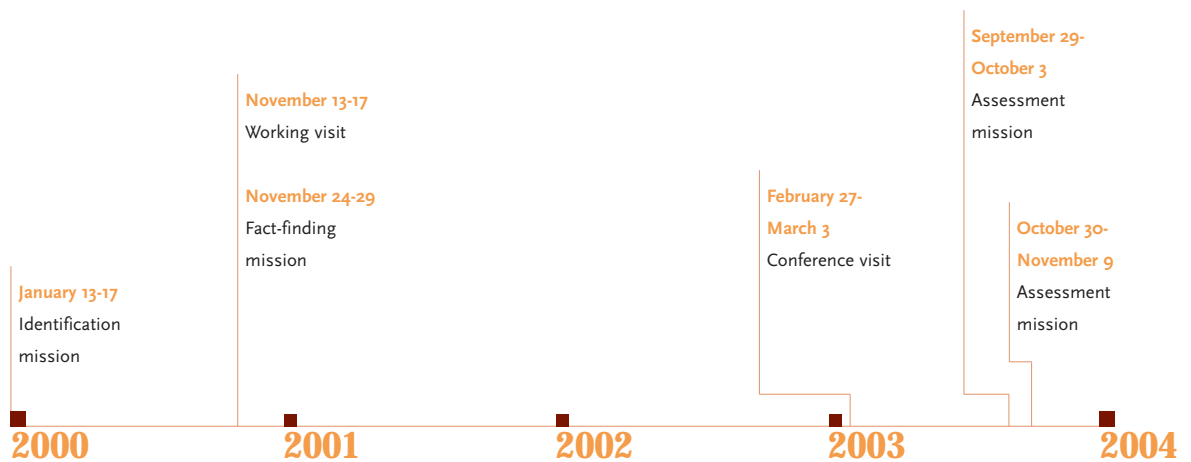 January 13-17
Identification
mission
November 13-17
Working visit
November 24-29
Fact-finding
mission
February 27-
March 3
Conference visit
September 29-
October 3
Assessment
mission
October 30-
November 9
Assessment
mission
2000
2001
2002
2003
2004